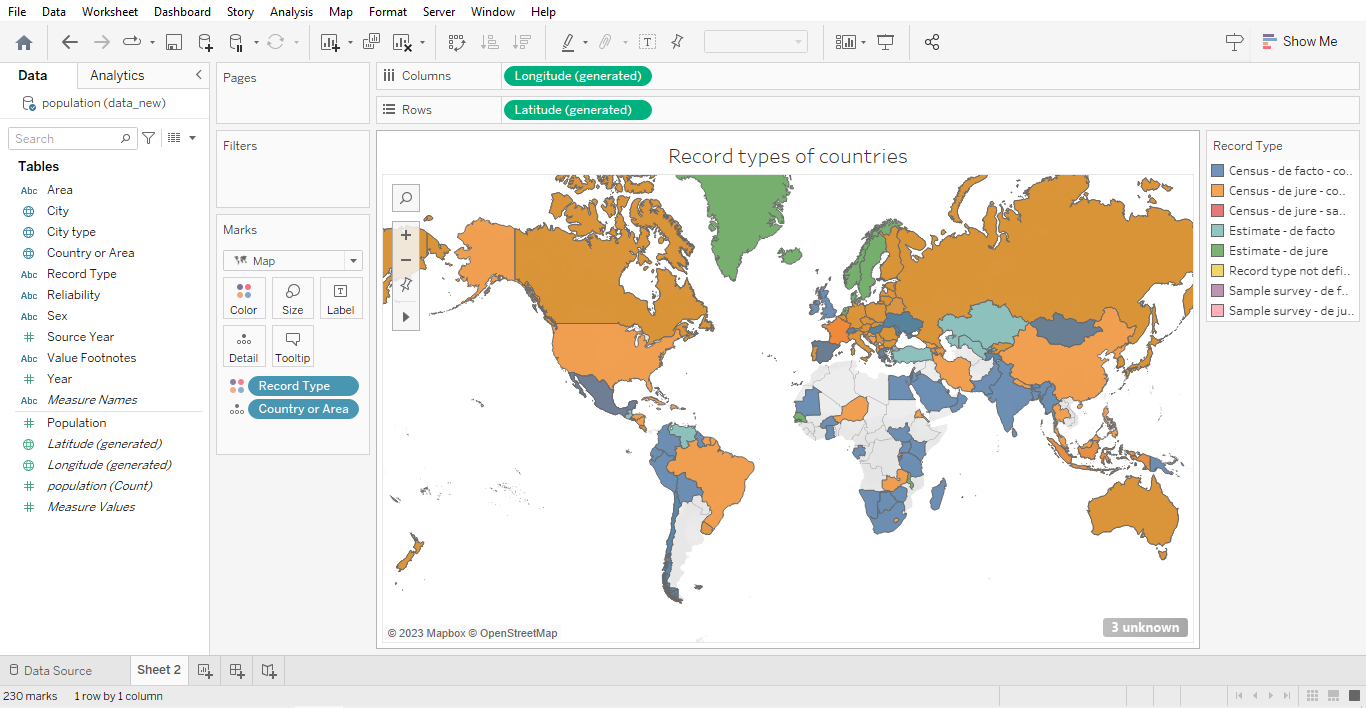 File Data Worksheet Dashboard Story Analysis Map Format Server Window Help
Show Me
Data Analytics
population (data_new)
Search
Tables
Abc Area
City
City type
Country or Area
Abc Record Type
Abc Reliability
Abc Sex
Source Year
Abc Value Footnotes
Year
Abc Measure Names
Population
Latitude (generated)
Longitude (generated)
population (Count)
Measure Values
Pages
Filters
Marks
Map
Color Size Label
Detail Tooltip
Record Type
Country or Area
Columns Longitude (generated)
Rows Latitude (generated)
Record types of countries
© 2023 Mapbox © OpenStreetMap
3 unknown
Record Type
Census - de facto - co..
Census - de jure - co...
Census - de jure - sa..
Estimate - de facto
Estimate - de jure
Record type not defi..
Sample survey - de f..
Sample survey - de ju..
Data Source Sheet 2
230 marks 1 row by 1 column